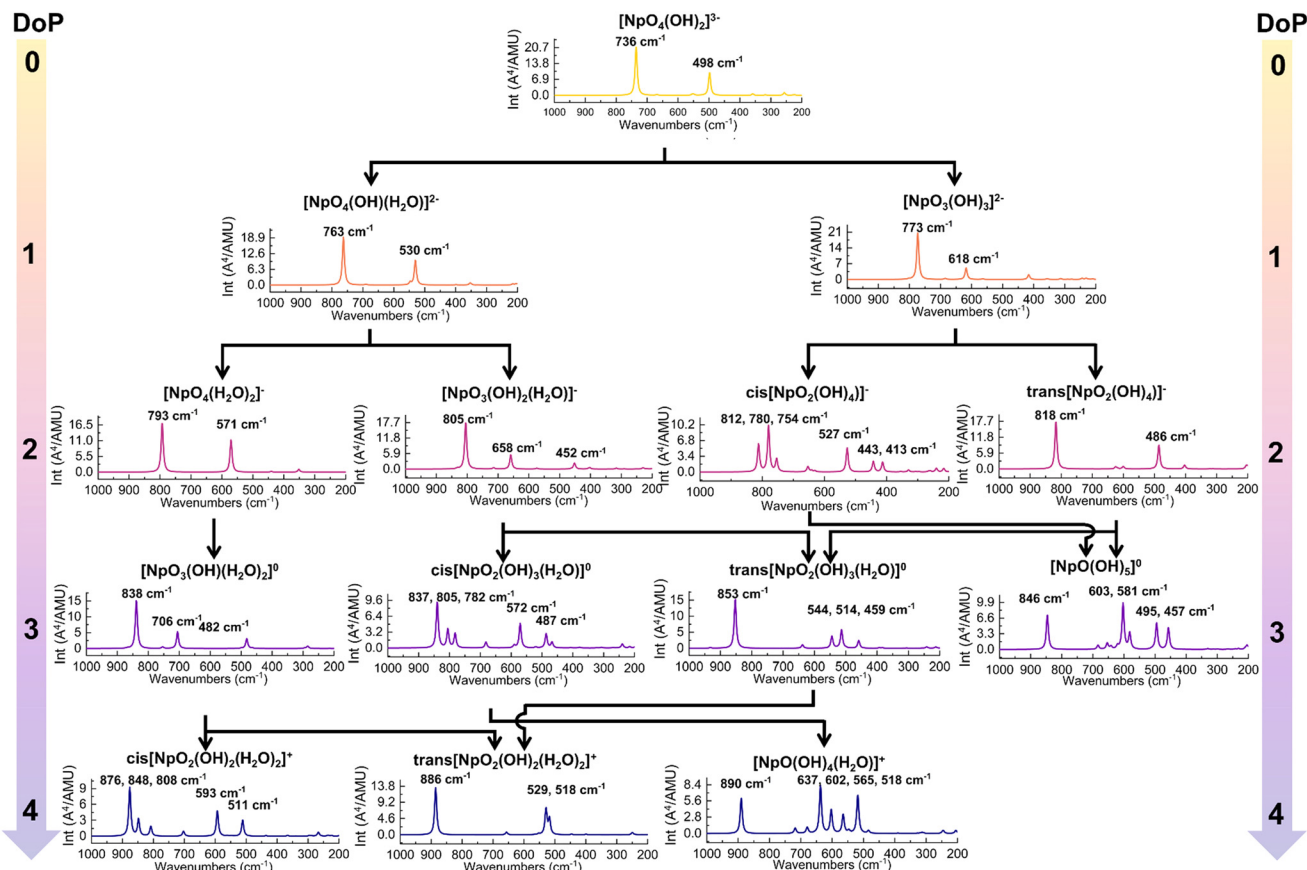 DoP
DoP
0
0
[NpO₄(OH)₂]³⁻
736 cm⁻¹
498 cm⁻¹
Int (A⁴/AMU)
20.7
13.8
6.9
0.0
1000 900 800 700 600 500 400 300 200
Wavenumbers (cm⁻¹)
1
1
[NpO₄(OH)(H₂O)]²⁻
763 cm⁻¹
530 cm⁻¹
Int (A⁴/AMU)
18.9
12.6
6.3
0.0
1000 900 800 700 600 500 400 300 200
Wavenumbers (cm⁻¹)
[NpO₃(OH)₃]²⁻
773 cm⁻¹
618 cm⁻¹
Int (A⁴/AMU)
21
14
7
0
1000 900 800 700 600 500 400 300 200
Wavenumbers (cm⁻¹)
2
2
[NpO₄(H₂O)₂]⁻
793 cm⁻¹
571 cm⁻¹
Int (A⁴/AMU)
16.5
11.0
5.5
0.0
1000 900 800 700 600 500 400 300 200
Wavenumbers (cm⁻¹)
[NpO₃(OH)₂(H₂O)]⁻
805 cm⁻¹
658 cm⁻¹
452 cm⁻¹
Int (A⁴/AMU)
17.7
11.8
5.9
0.0
1000 900 800 700 600 500 400 300 200
Wavenumbers (cm⁻¹)
cis[NpO₂(OH)₄)]⁻
812, 780, 754 cm⁻¹
527 cm⁻¹
443, 413 cm⁻¹
Int (A⁴/AMU)
10.2
6.8
3.4
0.0
1000 800 600 400 200
Wavenumbers (cm⁻¹)
trans[NpO₂(OH)₄)]⁻
818 cm⁻¹
486 cm⁻¹
Int (A⁴/AMU)
17.7
11.8
5.9
0.0
1000 900 800 700 600 500 400 300 200
Wavenumbers (cm⁻¹)
3
3
[NpO₃(OH)(H₂O)₂]⁰
838 cm⁻¹
706 cm⁻¹
482 cm⁻¹
Int (A⁴/AMU)
15
10
5
0
1000 900 800 700 600 500 400 300 200
Wavenumbers (cm⁻¹)
cis[NpO₂(OH)₃(H₂O)]⁰
837, 805, 782 cm⁻¹
572 cm⁻¹
487 cm⁻¹
Int (A⁴/AMU)
9.6
6.4
3.2
0.0
1000 900 800 700 600 500 400 300 200
Wavenumbers (cm⁻¹)
trans[NpO₂(OH)₃(H₂O)]⁰
853 cm⁻¹
544, 514, 459 cm⁻¹
Int (A⁴/AMU)
15
10
5
0
1000 900 800 700 600 500 400 300 200
Wavenumbers (cm⁻¹)
[NpO(OH)₅]⁰
846 cm⁻¹
603, 581 cm⁻¹
495, 457 cm⁻¹
Int (A⁴/AMU)
9.9
6.6
3.3
0.0
1000 900 800 700 600 500 400 300 200
Wavenumbers (cm⁻¹)
4
4
cis[NpO₂(OH)₂(H₂O)₂]⁺
876, 848, 808 cm⁻¹
593 cm⁻¹
511 cm⁻¹
Int (A⁴/AMU)
9
6
3
0
1000 900 800 700 600 500 400 300 200
Wavenumbers (cm⁻¹)
trans[NpO₂(OH)₂(H₂O)₂]⁺
886 cm⁻¹
529, 518 cm⁻¹
Int (A⁴/AMU)
13.8
9.2
4.6
0.0
1000 900 800 700 600 500 400 300 200
Wavenumbers (cm⁻¹)
[NpO(OH)₄(H₂O)]⁺
890 cm⁻¹
637, 602, 565, 518 cm⁻¹
Int (A⁴/AMU)
8.4
5.6
2.8
0.0
1000 900 800 700 600 500 400 300 200
Wavenumbers (cm⁻¹)